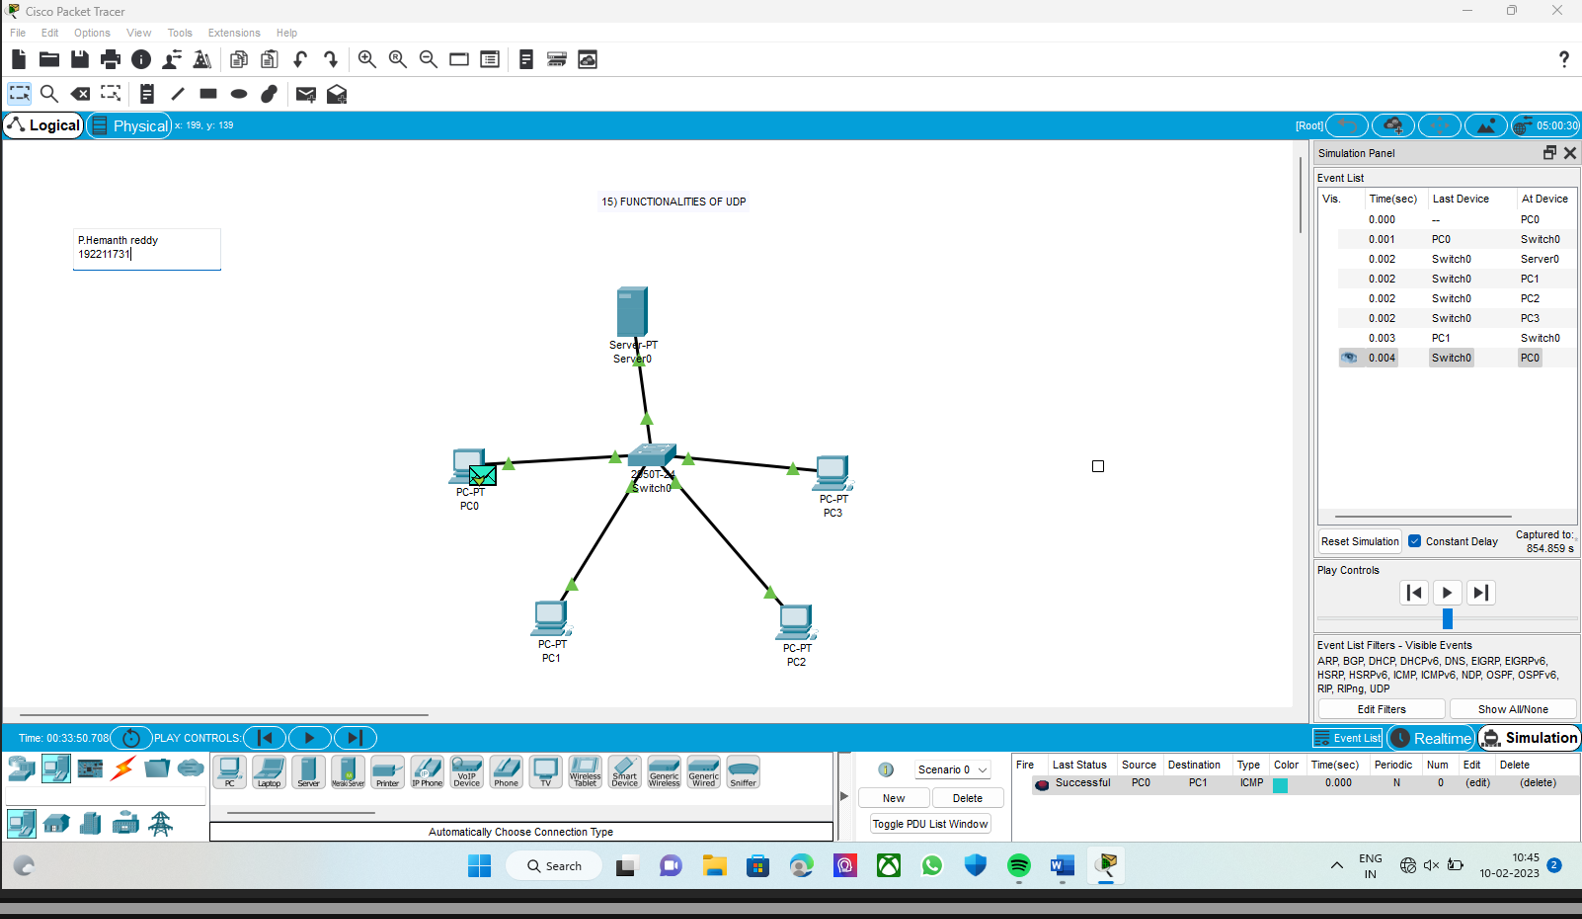 Cisco Packet Tracer
File Edit Options View Tools Extensions Help
?
Logical Physical x: 199, y: 139 [Root] 05:00:30
15) FUNCTIONALITIES OF UDP
P.Hemanth reddy
192211731
Server-PT
Server0
2950T-24
Switch0
PC-PT
PC0
PC-PT
PC3
PC-PT
PC1
PC-PT
PC2
Simulation Panel
Event List
Vis. Time(sec) Last Device At Device
0.000 -- PC0
0.001 PC0 Switch0
0.002 Switch0 Server0
0.002 Switch0 PC1
0.002 Switch0 PC2
0.002 Switch0 PC3
0.003 PC1 Switch0
0.004 Switch0 PC0
Reset Simulation Constant Delay Captured to:
854.859 s
Play Controls
Event List Filters - Visible Events
ARP, BGP, DHCP, DHCPv6, DNS, EIGRP, EIGRPv6,
HSRP, HSRPv6, ICMP, ICMPv6, NDP, OSPF, OSPFv6,
RIP, RIPng, UDP
Edit Filters Show All/None
Time: 00:33:50.708 PLAY CONTROLS: Event List Realtime Simulation
PC Laptop Server Meraki Server Printer IP Phone VoIP Device Phone TV Wireless Tablet Smart Device Generic Wireless Generic Wired Sniffer
Automatically Choose Connection Type
Scenario 0
New Delete
Toggle PDU List Window
Fire Last Status Source Destination Type Color Time(sec) Periodic Num Edit Delete
Successful PC0 PC1 ICMP 0.000 N 0 (edit) (delete)
Search
ENG
IN
10:45
10-02-2023
2